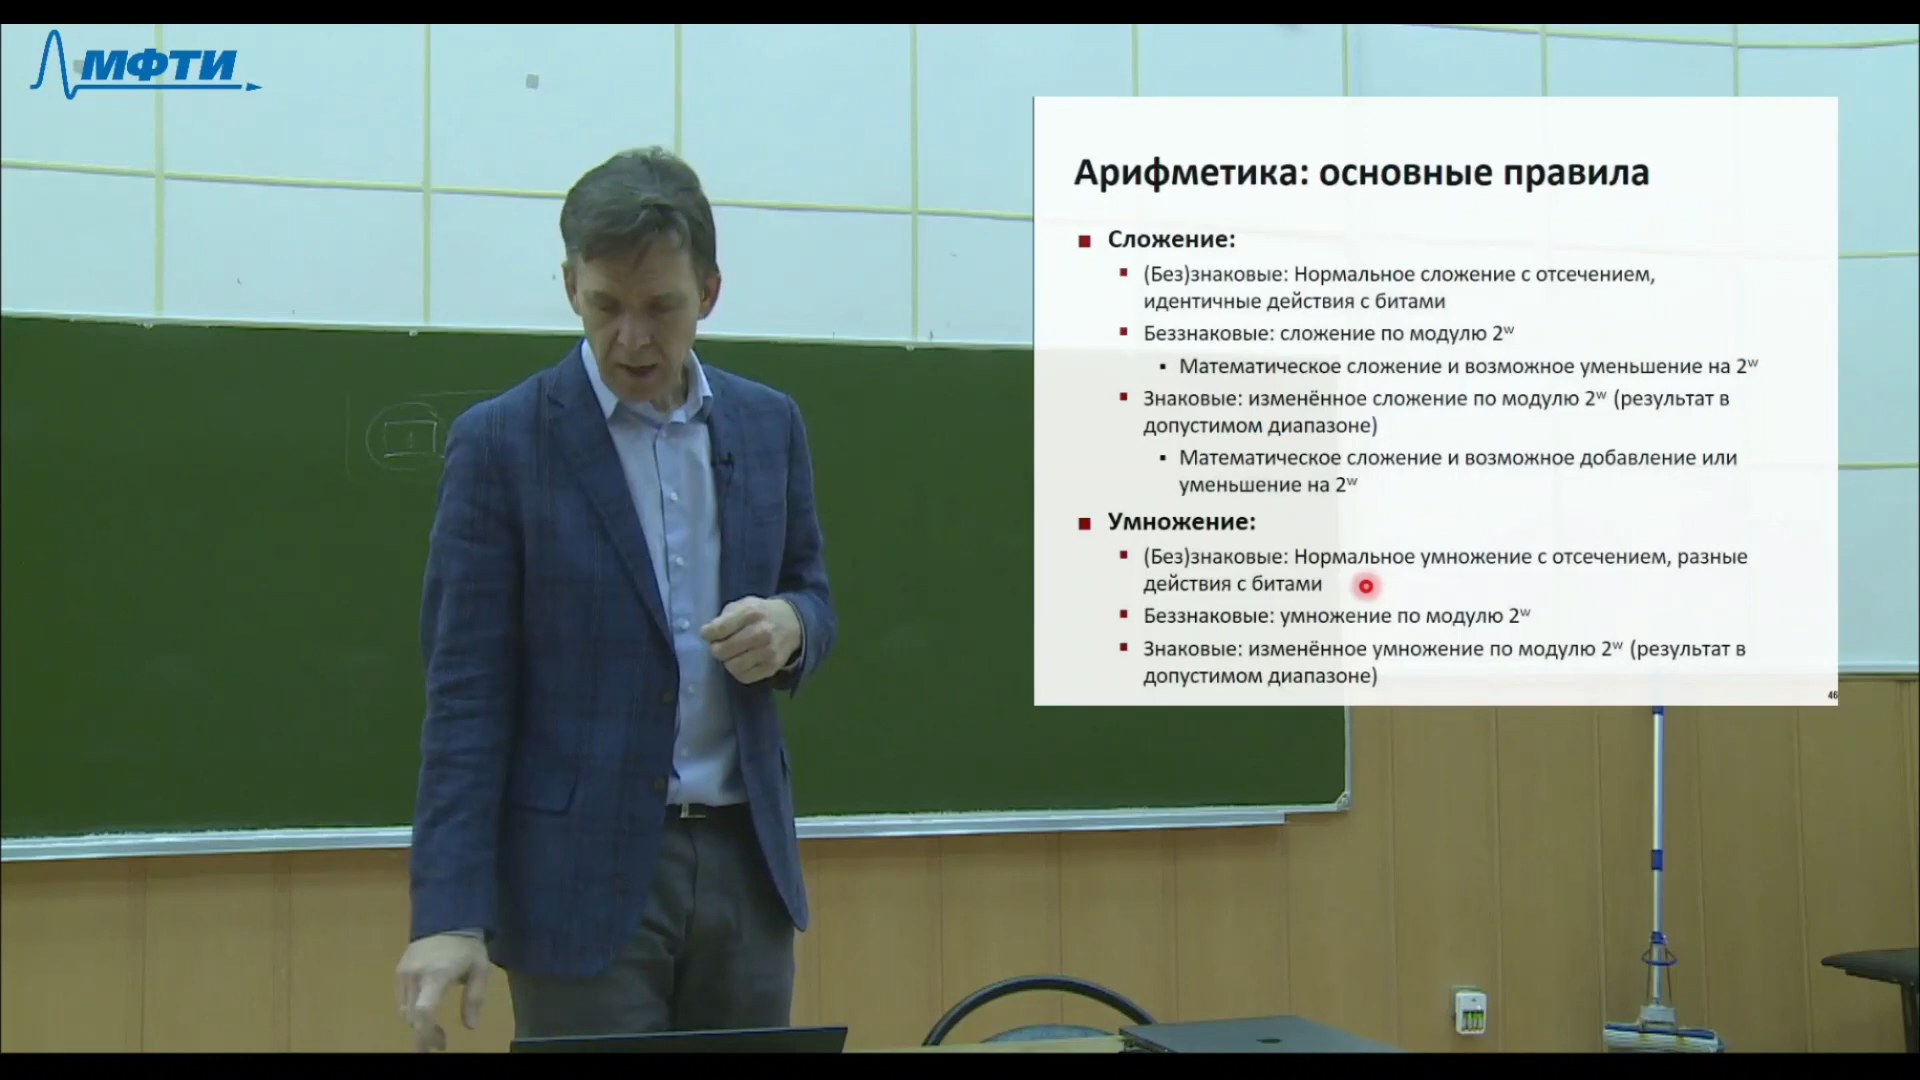 МФТИ
Арифметика: основные правила
Сложение:
(Без)знаковые: Нормальное сложение с отсечением,
идентичные действия с битами
Беззнаковые: сложение по модулю 2ʷ
Математическое сложение и возможное уменьшение на 2ʷ
Знаковые: изменённое сложение по модулю 2ʷ (результат в
допустимом диапазоне)
Математическое сложение и возможное добавление или
уменьшение на 2ʷ
Умножение:
(Без)знаковые: Нормальное умножение с отсечением, разные
действия с битами
Беззнаковые: умножение по модулю 2ʷ
Знаковые: изменённое умножение по модулю 2ʷ (результат в
допустимом диапазоне)
46